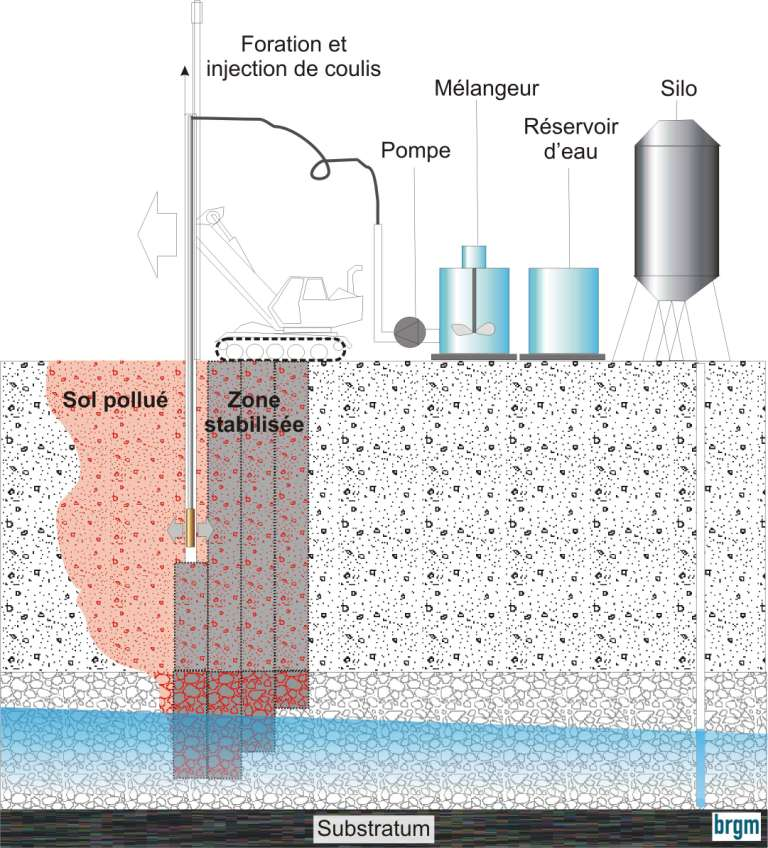 Foration et
injection de coulis
Mélangeur
Silo
Réservoir
d'eau
Pompe
Sol pollué
Zone
stabilisée
Substratum
brgm